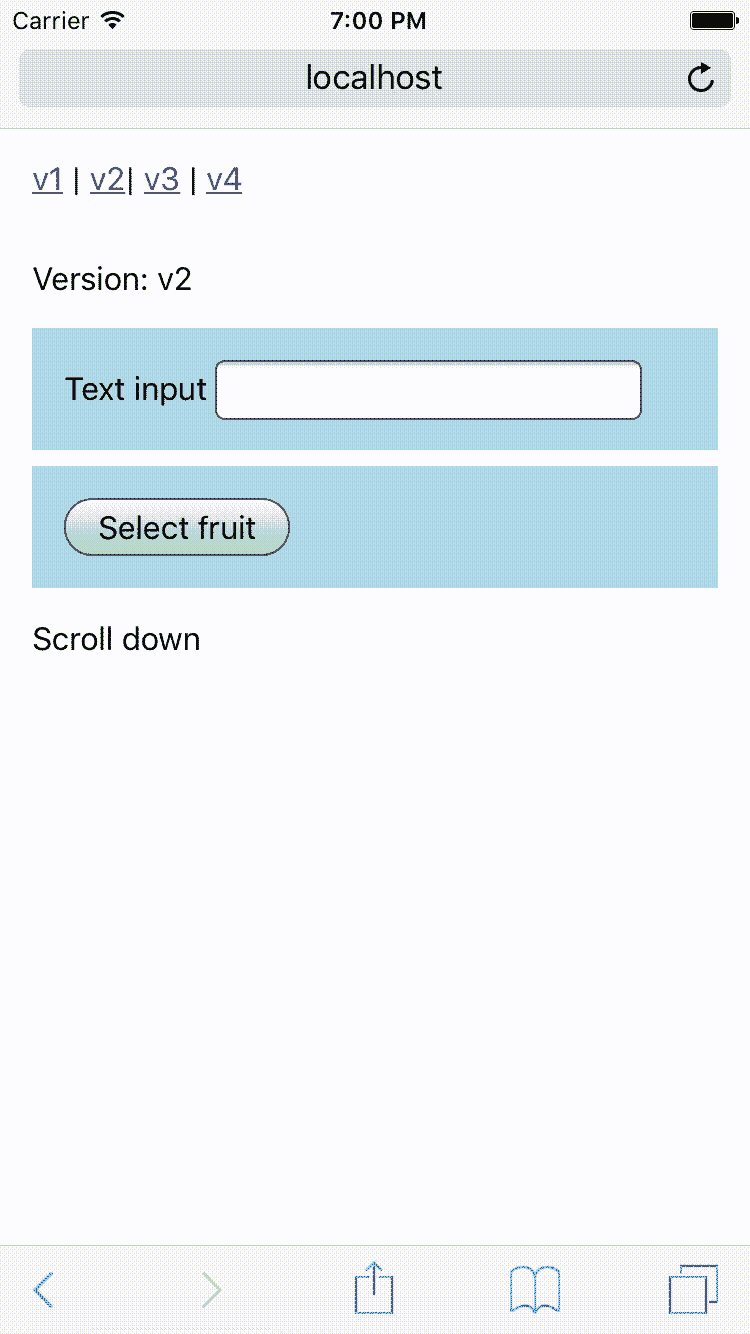 Carrier 7:00 PM
localhost
v1 | v2| v3 | v4
Version: v2
Text input
Select fruit
Scroll down